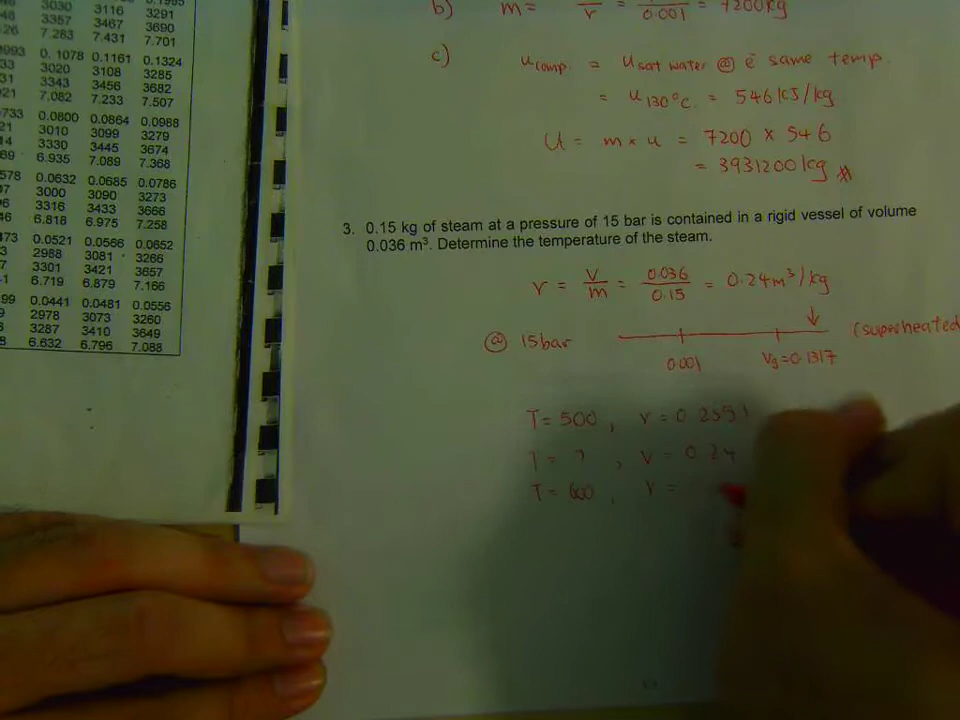 3030 3116 3291
3357 3467 3690
7.283 7.431 7.701
0.1078 0.1161 0.1324
3020 3108 3285
3343 3456 3682
7.082 7.233 7.507
0.0800 0.0864 0.0988
3010 3099 3279
3330 3445 3674
6.935 7.089 7.368
0.0632 0.0685 0.0786
3000 3090 3273
3316 3433 3666
6.818 6.975 7.258
0.0521 0.0566 0.0652
2988 3081 3266
3301 3421 3657
6.719 6.879 7.166
0.0441 0.0481 0.0556
2978 3073 3260
3287 3410 3649
6.632 6.796 7.088
b) m = V = 0.001 = 7200kg
c) ucomp. = usat water @ e same temp.
= u130°C. = 546 kJ/kg
U = m × u = 7200 × 546
= 3931200 kg #
3. 0.15 kg of steam at a pressure of 15 bar is contained in a rigid vessel of volume
0.036 m³. Determine the temperature of the steam.
v = V/m = 0.036/0.15 = 0.24m³/kg
@ 15bar (superheated
0.001 Vg=0.1317
T = 500, V = 0.2351
T = ?, V = 0.24
T = 600, V =